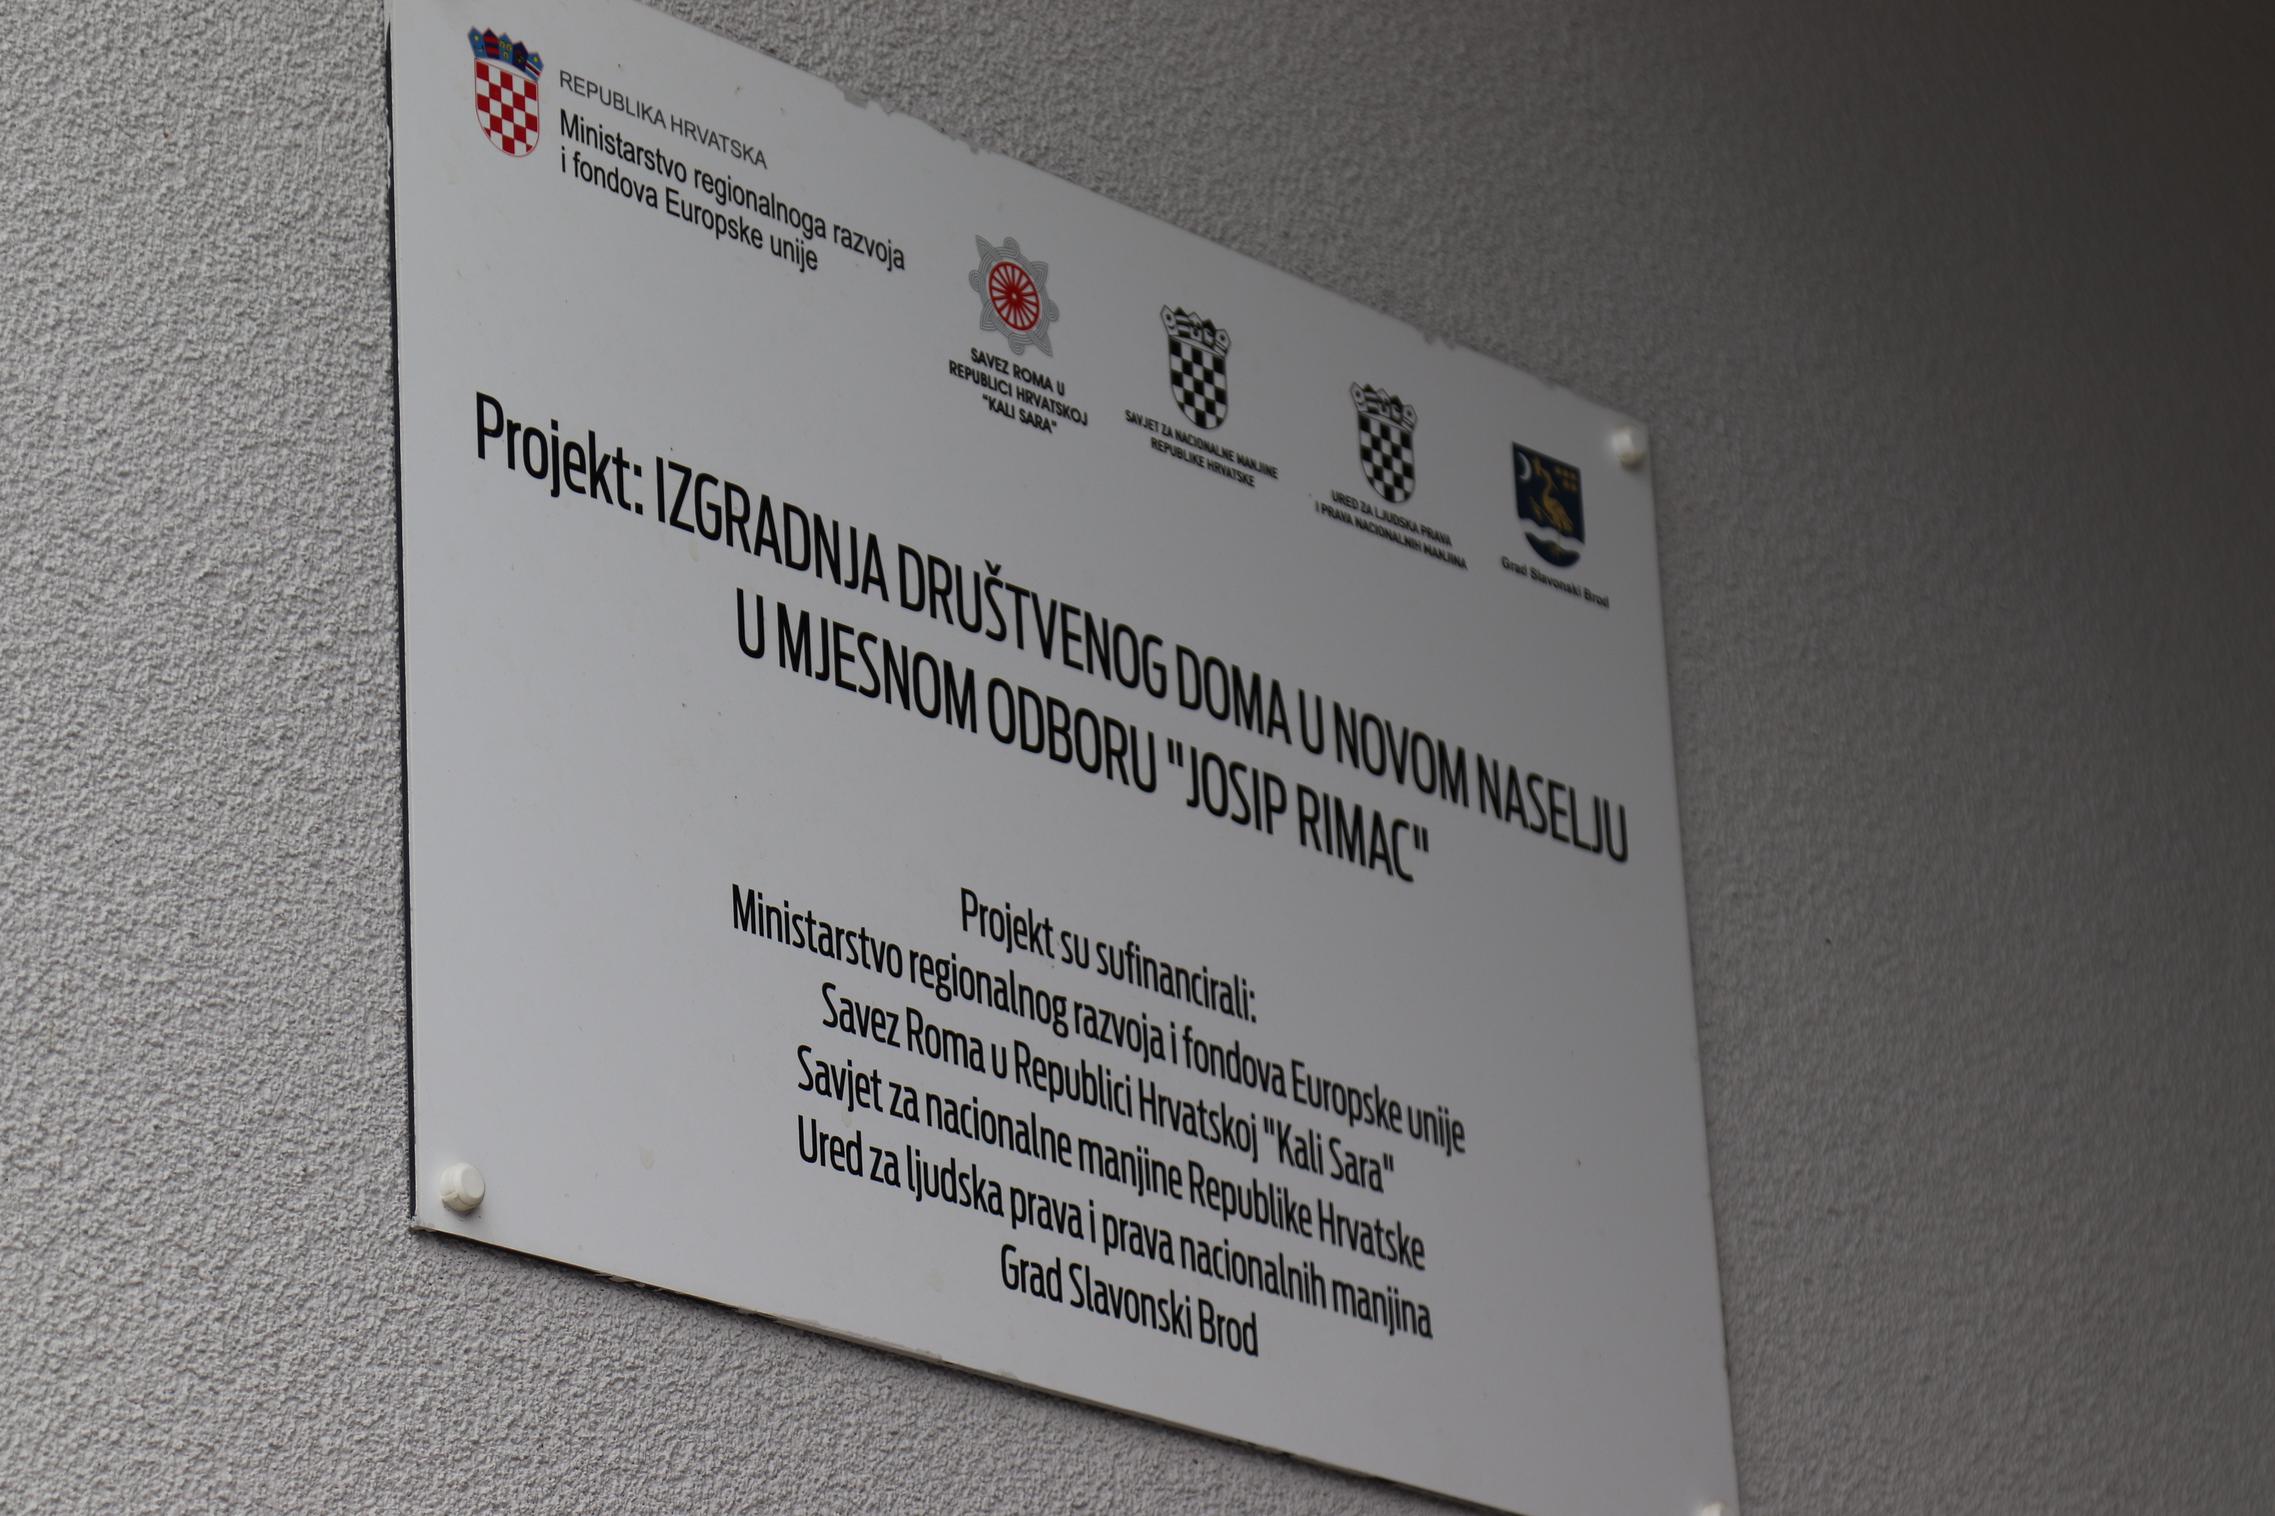 REPUBLIKA HRVATSKA
Ministarstvo regionalnoga razvoja
i fondova Europske unije
SAVEZ ROMA U
REPUBLICI HRVATSKOJ
"KALI SARA"
SAVJET ZA NACIONALNE MANJINE
REPUBLIKE HRVATSKE
URED ZA LJUDSKA PRAVA
I PRAVA NACIONALNIH MANJINA
Grad Slavonski Brod
Projekt: IZGRADNJA DRUŠTVENOG DOMA U NOVOM NASELJU
U MJESNOM ODBORU "JOSIP RIMAC"
Projekt su sufinancirali:
Ministarstvo regionalnog razvoja i fondova Europske unije
Savez Roma u Republici Hrvatskoj "Kali Sara"
Savjet za nacionalne manjine Republike Hrvatske
Ured za ljudska prava i prava nacionalnih manjina
Grad Slavonski Brod